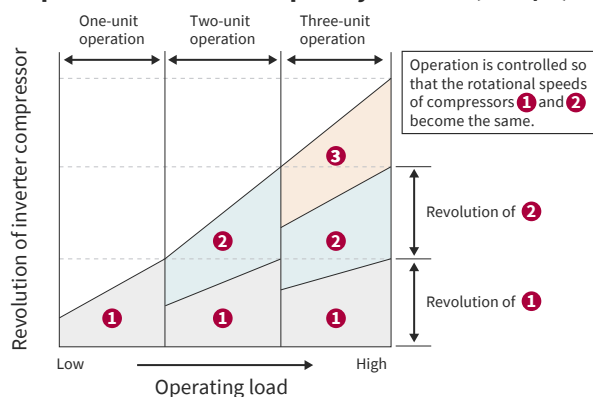 One-unit
operation
Two-unit
operation
Three-unit
operation
Operation is controlled so
that the rotational speeds
of compressors 1 and 2
become the same.
Revolution of inverter compressor
3
2
2
1
1
1
Revolution of 2
Revolution of 1
Low
High
Operating load